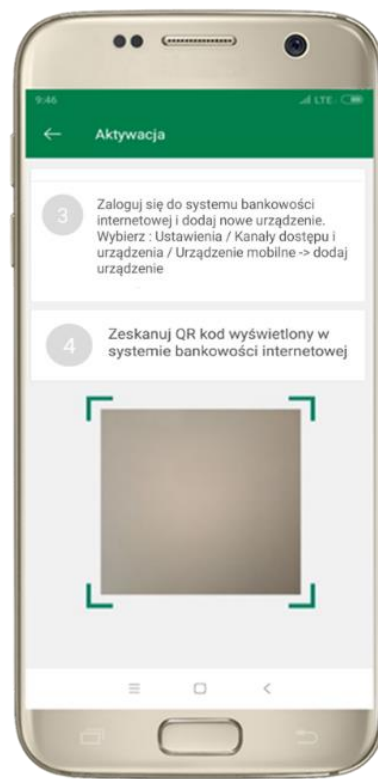 9:46
LTE
Aktywacja
3
Zaloguj się do systemu bankowości
internetowej i dodaj nowe urządzenie.
Wybierz : Ustawienia / Kanały dostępu i
urządzenia / Urządzenie mobilne -> dodaj
urządzenie
4
Zeskanuj QR kod wyświetlony w
systemie bankowości internetowej